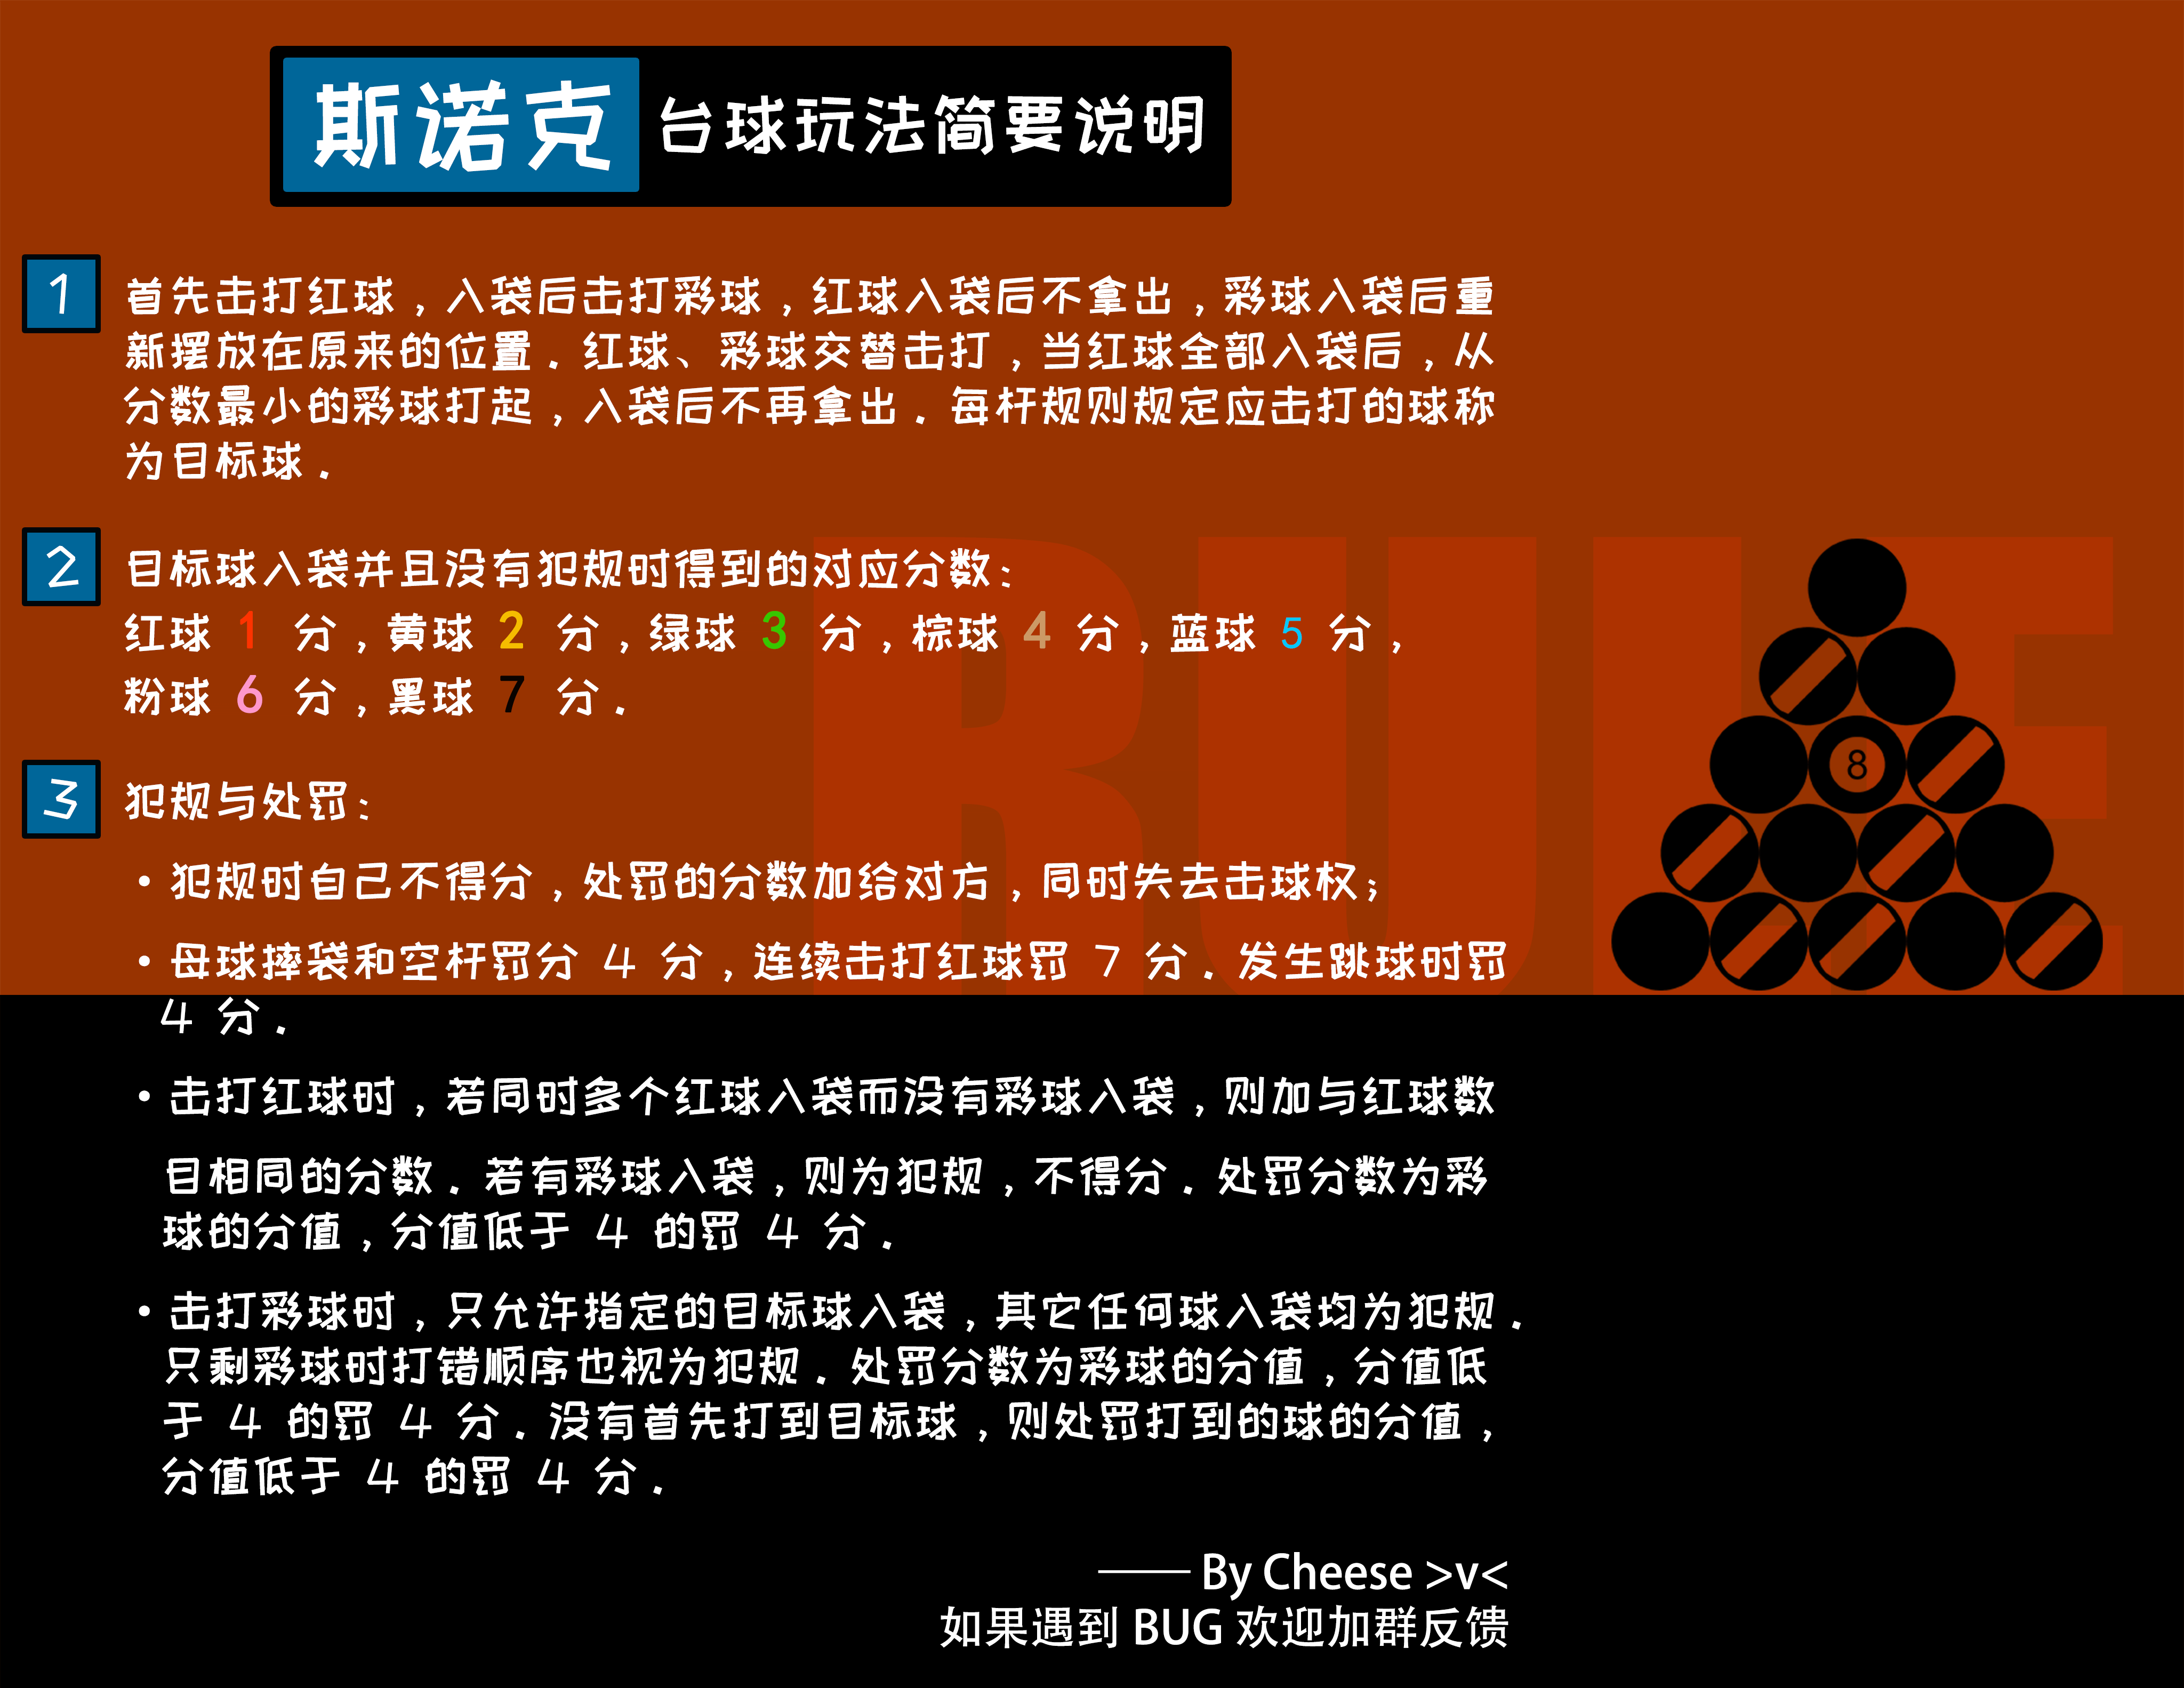 斯诺克 台球玩法简要说明
1 首先击打红球，入袋后击打彩球，红球入袋后不拿出，彩球入袋后重
新摆放在原来的位置．红球、彩球交替击打，当红球全部入袋后，从
分数最小的彩球打起，入袋后不再拿出．每杆规则规定应击打的球称
为目标球．
2 目标球入袋并且没有犯规时得到的对应分数：
红球 1 分，黄球 2 分，绿球 3 分，棕球 4 分，蓝球 5 分，
粉球 6 分，黑球 7 分．
3 犯规与处罚：
• 犯规时自己不得分，处罚的分数加给对方，同时失去击球权；
• 母球摔袋和空杆罚分 4 分，连续击打红球罚 7 分．发生跳球时罚
4 分．
• 击打红球时，若同时多个红球入袋而没有彩球入袋，则加与红球数
目相同的分数．若有彩球入袋，则为犯规，不得分．处罚分数为彩
球的分值，分值低于 4 的罚 4 分．
• 击打彩球时，只允许指定的目标球入袋，其它任何球入袋均为犯规．
只剩彩球时打错顺序也视为犯规．处罚分数为彩球的分值，分值低
于 4 的罚 4 分．没有首先打到目标球，则处罚打到的球的分值，
分值低于 4 的罚 4 分．
RULE
8
—— By Cheese >v<
如果遇到 BUG 欢迎加群反馈